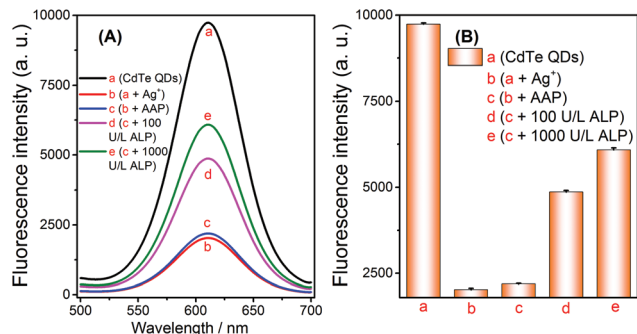 Fluorescence intensity (a. u.)
10000
7500
5000
2500
0
(A)
a
a (CdTe QDs)
b (a + Ag⁺)
c (b + AAP)
d (c + 100
U/L ALP)
e (c + 1000
U/L ALP)
e
d
c
b
500
550
600
650
700
Wavelength / nm
Fluorescence intensity (a. u.)
10000
7500
5000
2500
(B)
a (CdTe QDs)
b (a + Ag⁺)
c (b + AAP)
d (c + 100 U/L ALP)
e (c + 1000 U/L ALP)
a
b
c
d
e